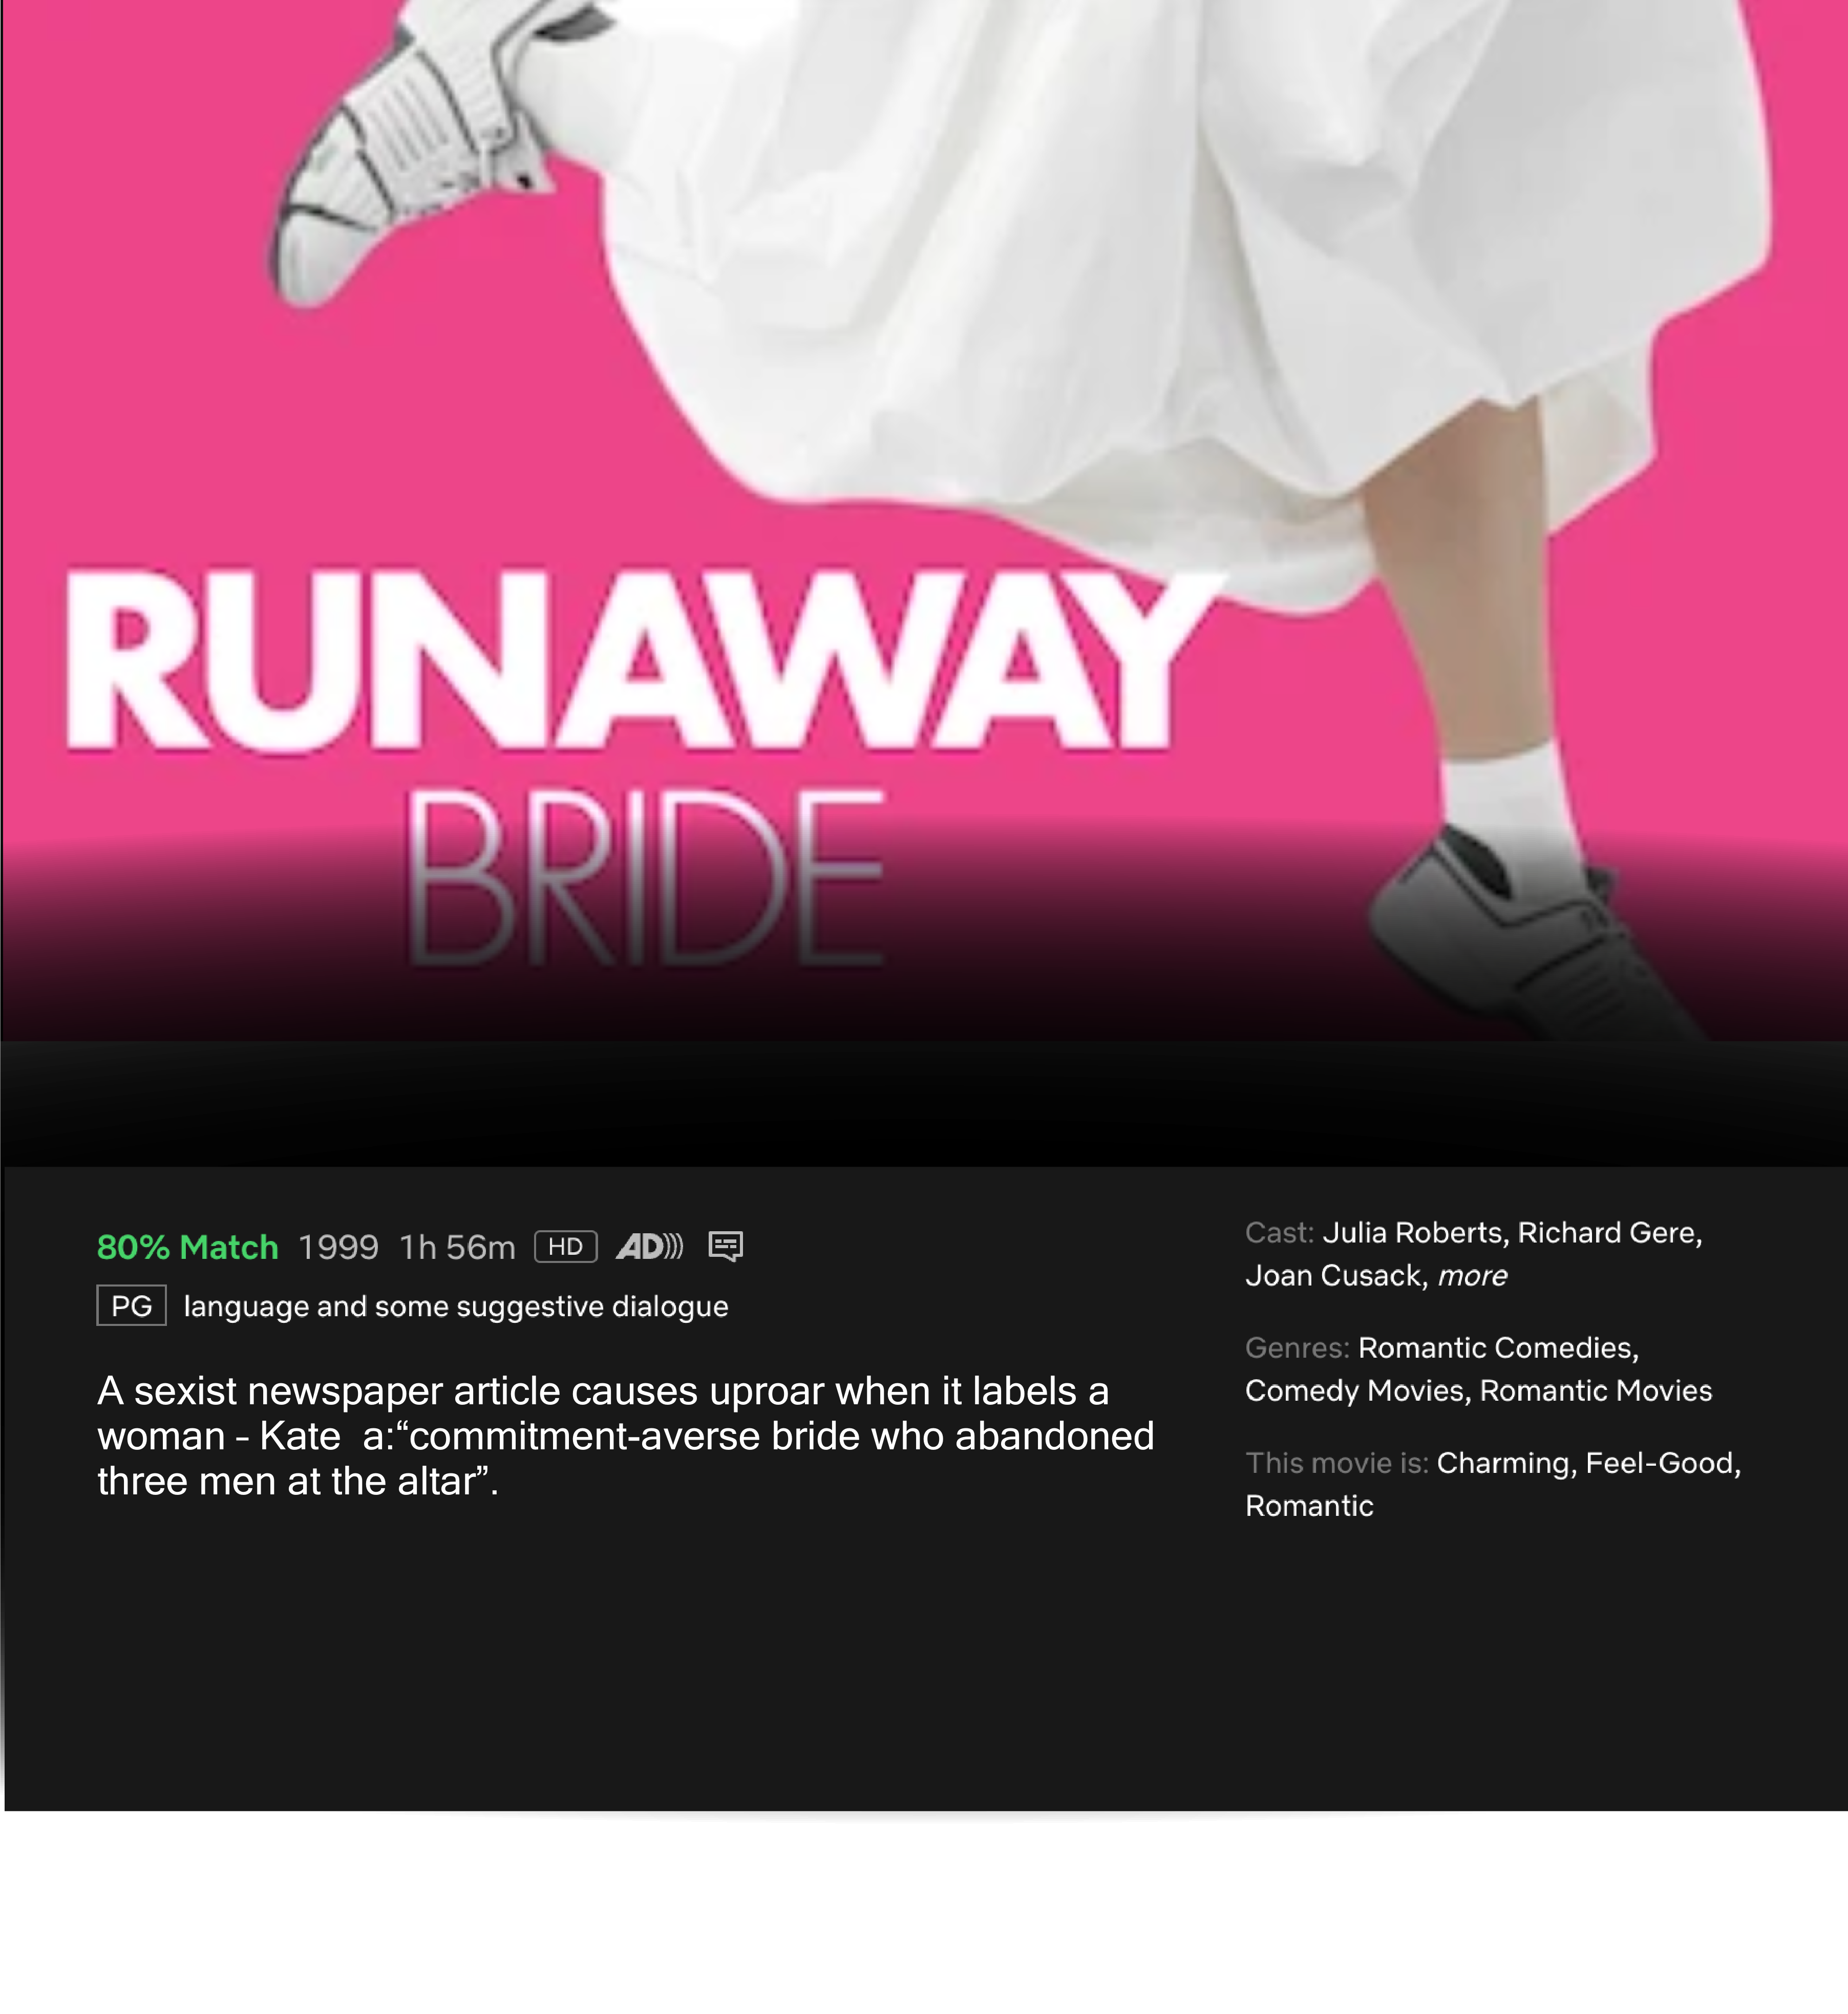 RUNAWAY
BRIDE
80% Match 1999 1h 56m HD AD
PG language and some suggestive dialogue
A sexist newspaper article causes uproar when it labels a
woman - Kate  a:“commitment-averse bride who abandoned
three men at the altar”.
Cast: Julia Roberts, Richard Gere,
Joan Cusack, more
Genres: Romantic Comedies,
Comedy Movies, Romantic Movies
This movie is: Charming, Feel-Good,
Romantic